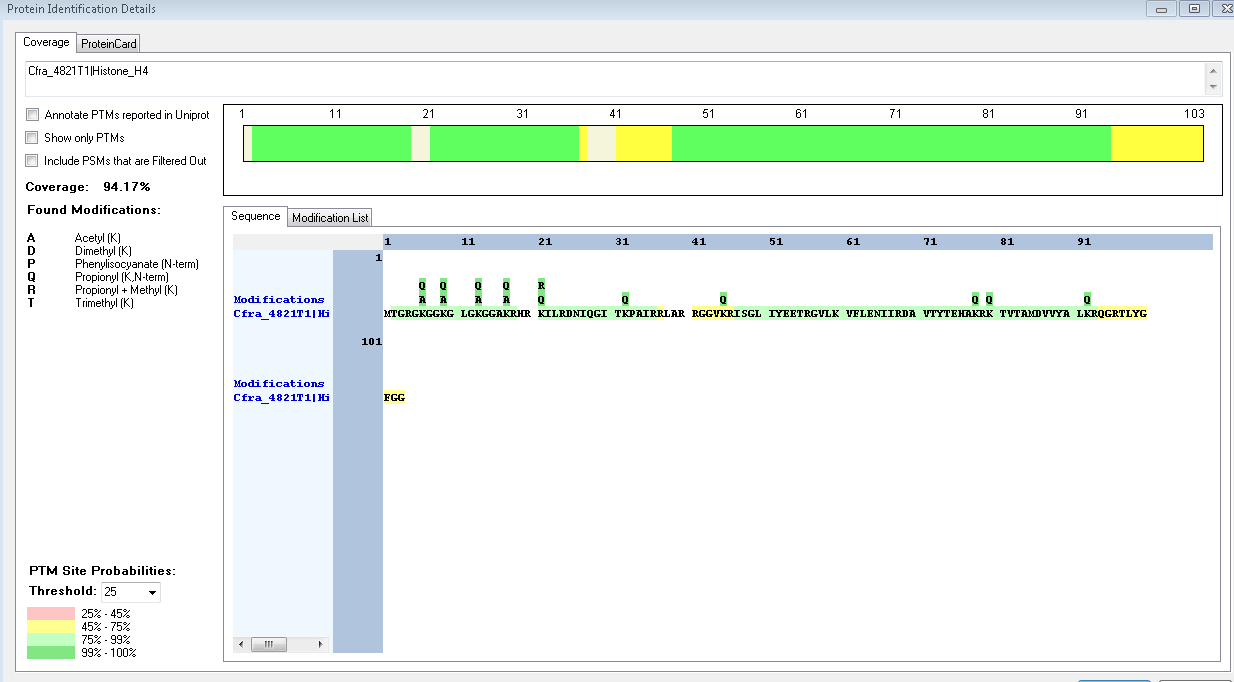 Protein Identification Details
Coverage ProteinCard
Cfra_4821T1|Histone_H4
Annotate PTMs reported in Uniprot
Show only PTMs
Include PSMs that are Filtered Out
Coverage: 94.17%
Found Modifications:
A Acetyl (K)
D Dimethyl (K)
P Phenylisocyanate (N-term)
Q Propionyl (K,N-term)
R Propionyl + Methyl (K)
T Trimethyl (K)
1 11 21 31 41 51 61 71 81 91 103
Sequence Modification List
1 11 21 31 41 51 61 71 81 91
1
Q Q Q Q R
Modifications A A A A Q Q Q Q Q Q
Cfra_4821T1|Hi MTGRGKGGKG LGKGGAKRHR KILRDNIQGI TKPAIRRLAR RGGVKRISGL IYEETRGVLK VFLENIIRDA VTYTEHAKRK TVTAMDVVYA LKRQGRTLYG
101
Modifications
Cfra_4821T1|Hi FGG
PTM Site Probabilities:
Threshold: 25
25% - 45%
45% - 75%
75% - 99%
99% - 100%